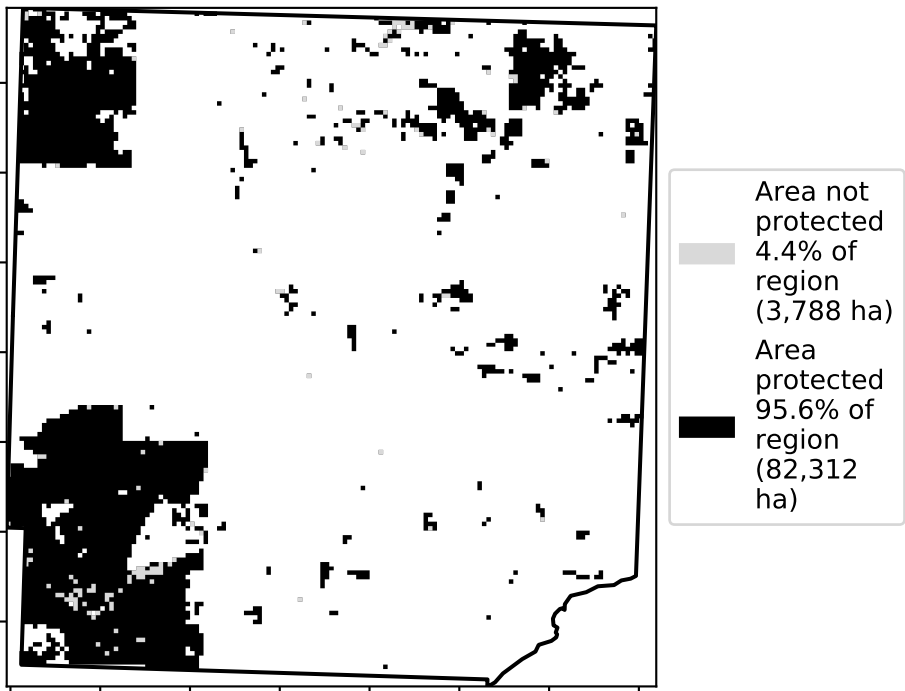 Area not
protected
4.4% of
region
(3,788 ha)
Area
protected
95.6% of
region
(82,312
ha)